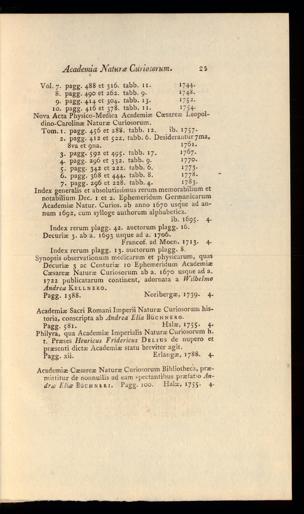 Academia Naturæ Curiosorum. 25
Vol. 7. pagg. 488 et 316. tabb. 11. 1744.
8. pagg. 490 et 262. tabb. 9. 1748.
9. pagg. 414 et 304. tabb. 13. 1752.
10. pagg. 416 et 378. tabb. 11. 1754.
Nova Acta Physico-Medica Academiæ Cæsareæ Leopol-
dino-Carolinæ Naturæ Curiosorum.
Tom. 1. pagg. 456 et 288. tabb. 12. ib. 1757.
2. pagg. 412 et 522. tabb. 6. Desiderantur 7ma,
8va et 9na. 1761.
3. pagg. 592 et 495. tabb. 17. 1767.
4. pagg. 296 et 352. tabb. 9. 1770.
5. pagg. 342 et 222. tabb. 6. 1773.
6. pagg. 368 et 444. tabb. 8. 1778.
7. pagg. 296 et 228. tabb. 4. 1783.
Index generalis et absolutissimus rerum memorabilium et
notabilium Dec. 1 et 2. Ephemeridum Germanicarum
Academiæ Natur. Curios. ab anno 1670 usque ad an-
num 1692, cum sylloge authorum alphabetica.
ib. 1695. 4.
Index rerum plagg. 42. auctorum plagg. 16.
Decuriæ 3. ab a. 1693 usque ad a. 1706.
Francof. ad Moen. 1713. 4.
Index rerum plagg. 13. auctorum plagg. 8.
Synopsis observationum medicarum et physicarum, quas
Decuriæ 3 ac Centuriæ 10 Ephemeridum Academiæ
Cæsareæ Naturæ Curiosorum ab a. 1670 usque ad a.
1722 publicatarum continent, adornata a Wilhelmo
Andrea KELLNERO.
Pagg. 1388. Noribergæ, 1739. 4.
Academiæ Sacri Romani Imperii Naturæ Curiosorum his-
toria, conscripta ab Andrea Elia BÜCHNERO.
Pagg. 581. Halæ, 1755. 4.
Philyra, qua Academiæ Imperialis Naturæ Curiosorum h.
t. Præses Henricus Fridericus DELIUS de nupero et
præsenti dictæ Academiæ statu breviter agit.
Pagg. xii. Erlangæ, 1788. 4.
Academiæ Cæsareæ Naturæ Curiosorum Bibliotheca, præ-
mittitur de nonnullis ad eam spectantibus præfatio An-
dreæ Eliæ BÜCHNERI. Pagg. 100. Halæ, 1755. 4.